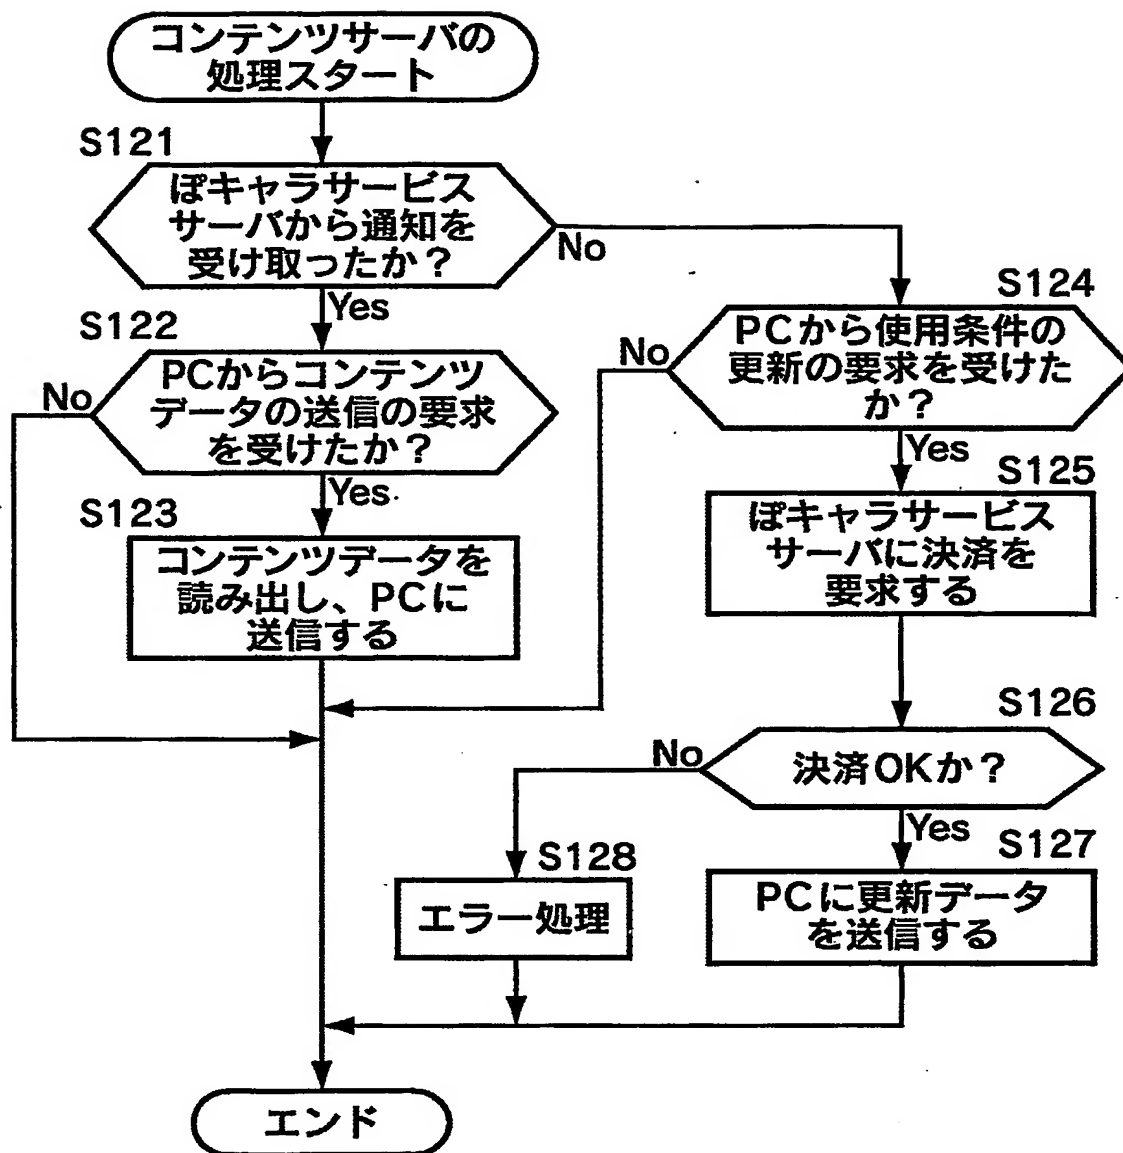 コンテンツサーバの
処理スタート
S121
ぽキャラサービス
サーバから通知を
受け取ったか?
No
Yes
S122
PCからコンテンツ
データの送信の要求
を受けたか?
No
Yes
S123
コンテンツデータを
読み出し、PCに
送信する
S124
PCから使用条件の
更新の要求を受けた
か?
No
Yes
S125
ぽキャラサービス
サーバに決済を
要求する
S126
決済OKか?
No
Yes
S127
PCに更新データ
を送信する
S128
エラー処理
エンド